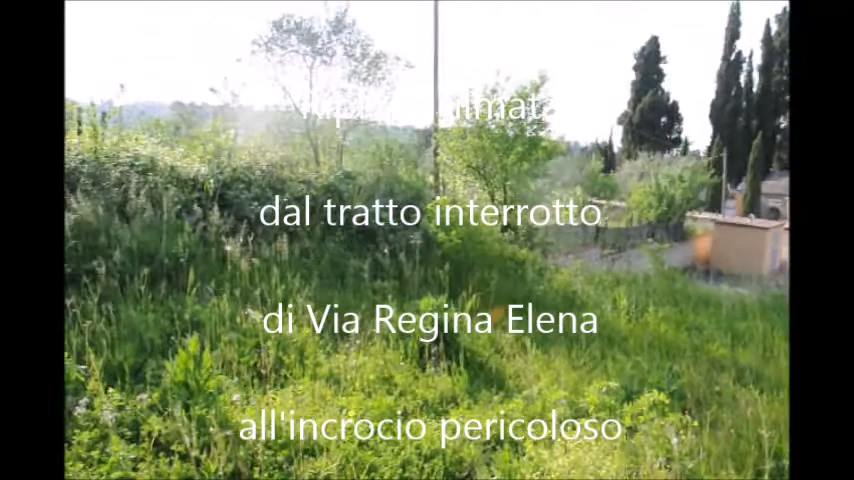 dal tratto interrotto
di Via Regina Elena
all'incrocio pericoloso